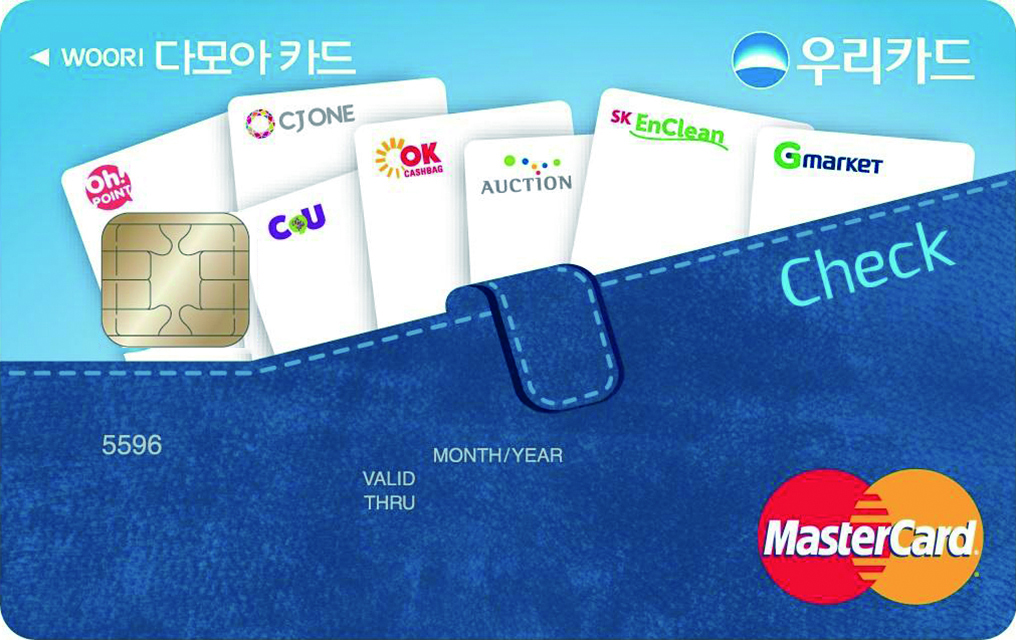 WOORI 다모아 카드
우리카드
Oh!
POINT
CJ ONE
CU
OK
CASHBAG
AUCTION
SK EnClean
Gmarket
Check
5596
MONTH/YEAR
VALID
THRU
MasterCard